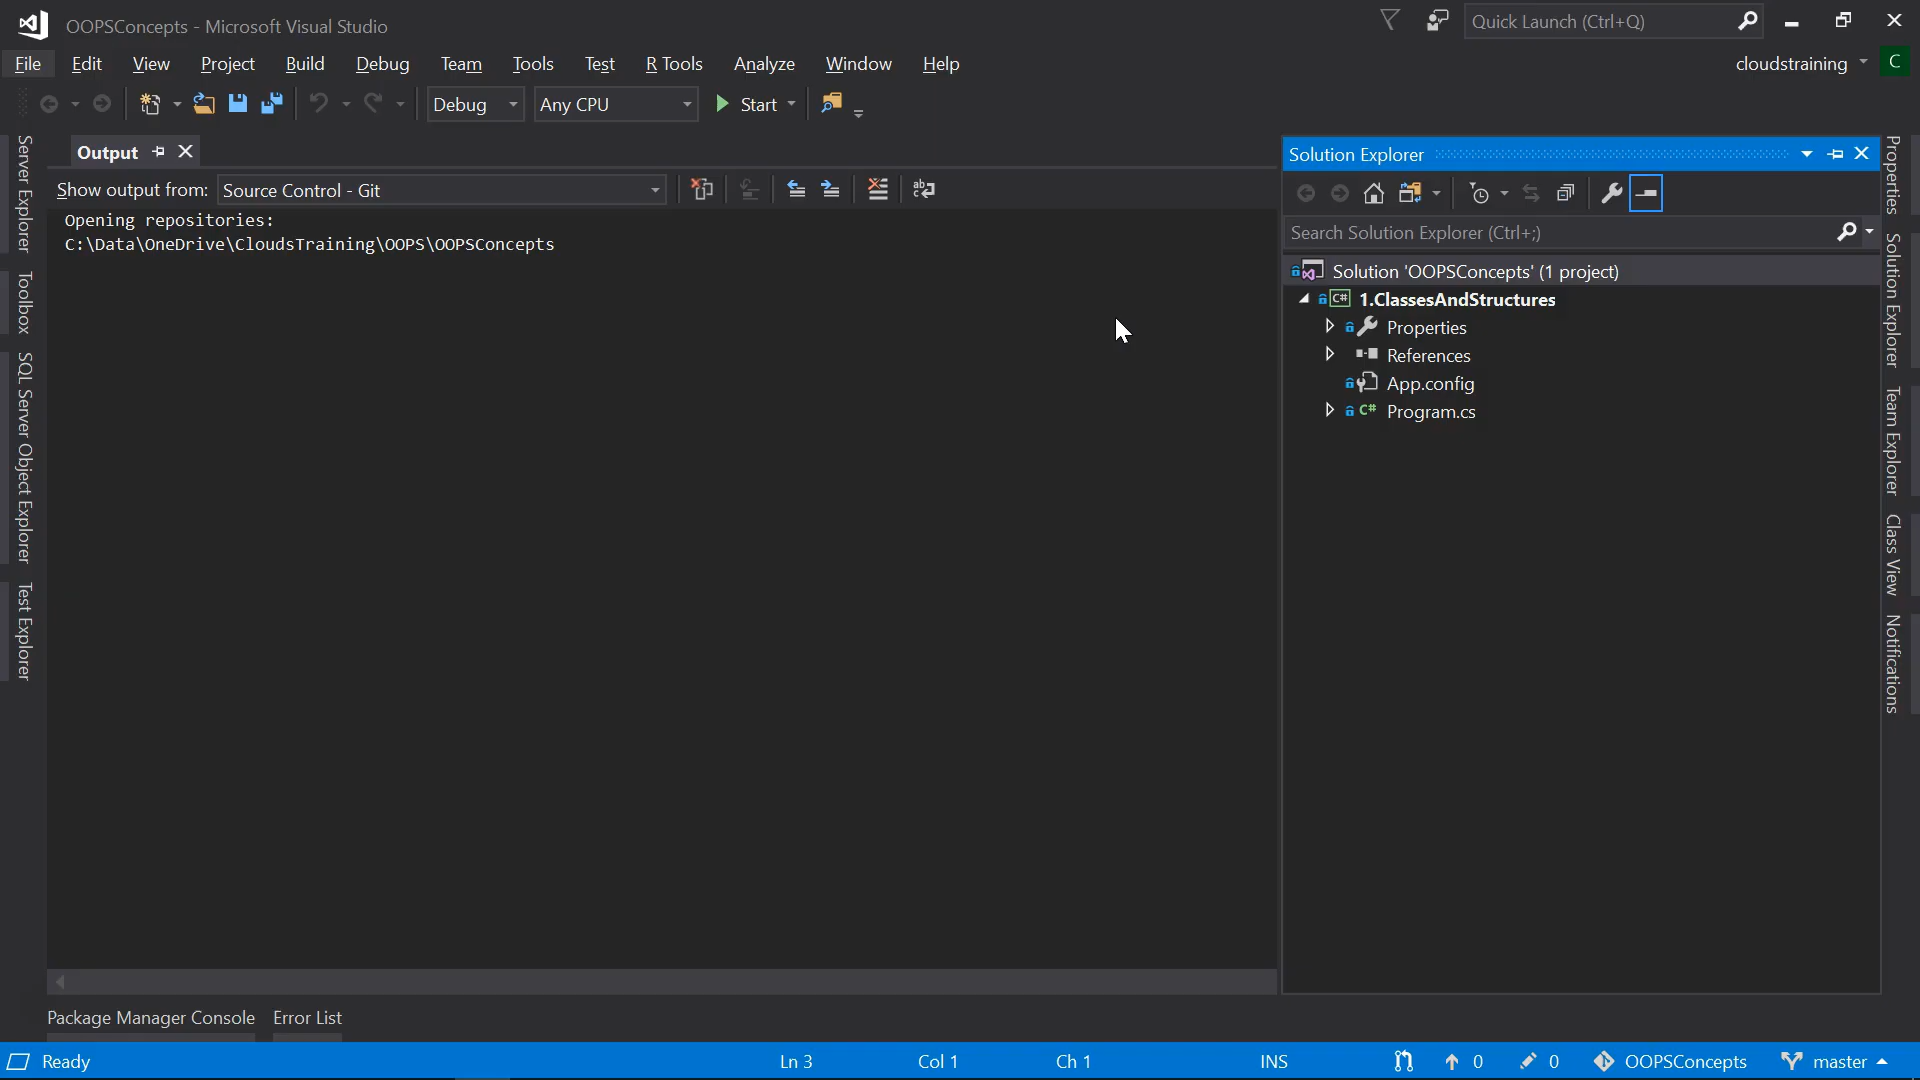 OOPSConcepts - Microsoft Visual Studio
Quick Launch (Ctrl+Q)
File Edit View Project Build Debug Team Tools Test R Tools Analyze Window Help
cloudstraining C
Debug Any CPU Start
Server Explorer
Toolbox
SQL Server Object Explorer
Test Explorer
Output
Show output from: Source Control - Git
Opening repositories:
C:\Data\OneDrive\CloudsTraining\OOPS\OOPSConcepts
Solution Explorer
Search Solution Explorer (Ctrl+;)
Solution 'OOPSConcepts' (1 project)
C# 1.ClassesAndStructures
Properties
References
App.config
C# Program.cs
Properties
Solution Explorer
Team Explorer
Class View
Notifications
Package Manager Console Error List
Ready Ln 3 Col 1 Ch 1 INS 0 0 OOPSConcepts master